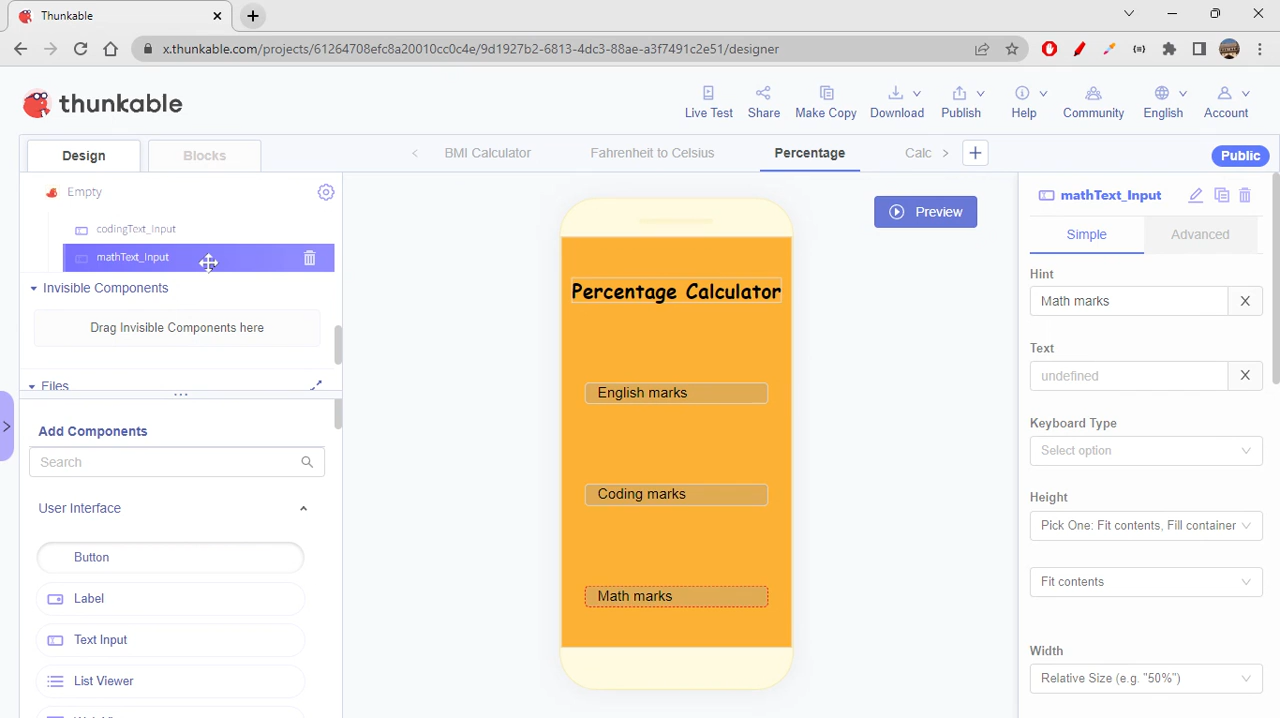 Thunkable
x.thunkable.com/projects/61264708efc8a20010cc0c4e/9d1927b2-6813-4dc3-88ae-a3f7491c2e51/designer
thunkable
Live Test
Share
Make Copy
Download
Publish
Help
Community
English
Account
Design
Blocks
BMI Calculator
Fahrenheit to Celsius
Percentage
Calc
Public
Empty
codingText_Input
mathText_Input
Invisible Components
Drag Invisible Components here
Files
Add Components
Search
User Interface
Button
Label
Text Input
List Viewer
Preview
Percentage Calculator
English marks
Coding marks
Math marks
mathText_Input
Simple
Advanced
Hint
Math marks
X
Text
undefined
X
Keyboard Type
Select option
Height
Pick One: Fit contents, Fill container
Fit contents
Width
Relative Size (e.g. "50%")